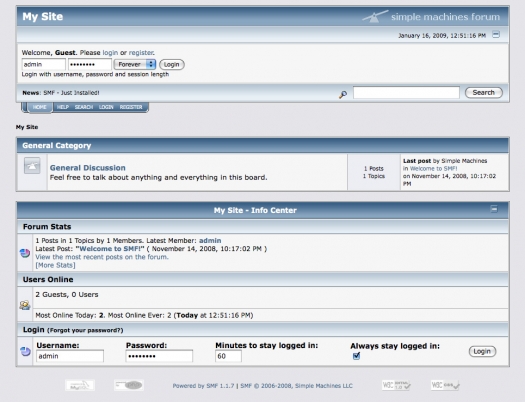 My Site
simple machines forum
January 16, 2009, 12:51:16 PM
Welcome, Guest. Please login or register.
admin •••••••• Forever Login
Login with username, password and session length
News: SMF - Just Installed!
Search
HOME HELP SEARCH LOGIN REGISTER
My Site
General Category
General Discussion
Feel free to talk about anything and everything in this board.
1 Posts
1 Topics
Last post by Simple Machines
in Welcome to SMF!
on November 14, 2008, 10:17:02
PM
My Site - Info Center
Forum Stats
1 Posts in 1 Topics by 1 Members. Latest Member: admin
Latest Post: "Welcome to SMF!" ( November 14, 2008, 10:17:02 PM )
View the most recent posts on the forum.
[More Stats]
Users Online
2 Guests, 0 Users
Most Online Today: 2. Most Online Ever: 2 (Today at 12:51:16 PM)
Login (Forgot your password?)
Username: Password: Minutes to stay logged in: Always stay logged in:
admin •••••••• 60 Login
Powered by SMF 1.1.7 | SMF © 2006-2008, Simple Machines LLC